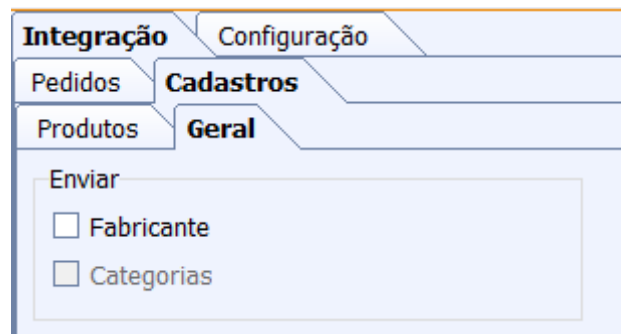 Integração Configuração
Pedidos Cadastros
Produtos Geral
Enviar
Fabricante
Categorias